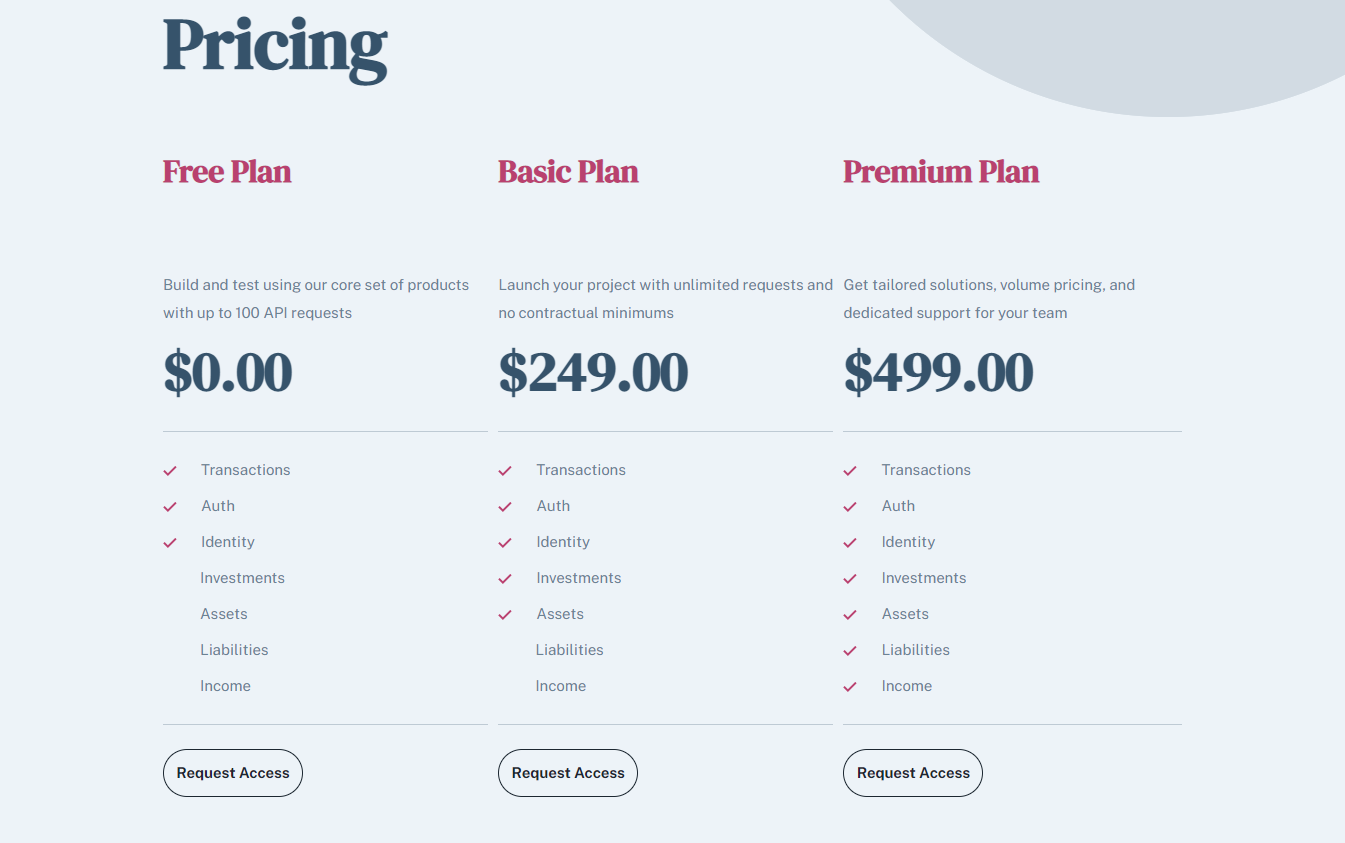 Pricing
Free Plan
Build and test using our core set of products
with up to 100 API requests
$0.00
Transactions
Auth
Identity
Investments
Assets
Liabilities
Income
Request Access
Basic Plan
Launch your project with unlimited requests and
no contractual minimums
$249.00
Transactions
Auth
Identity
Investments
Assets
Liabilities
Income
Request Access
Premium Plan
Get tailored solutions, volume pricing, and
dedicated support for your team
$499.00
Transactions
Auth
Identity
Investments
Assets
Liabilities
Income
Request Access